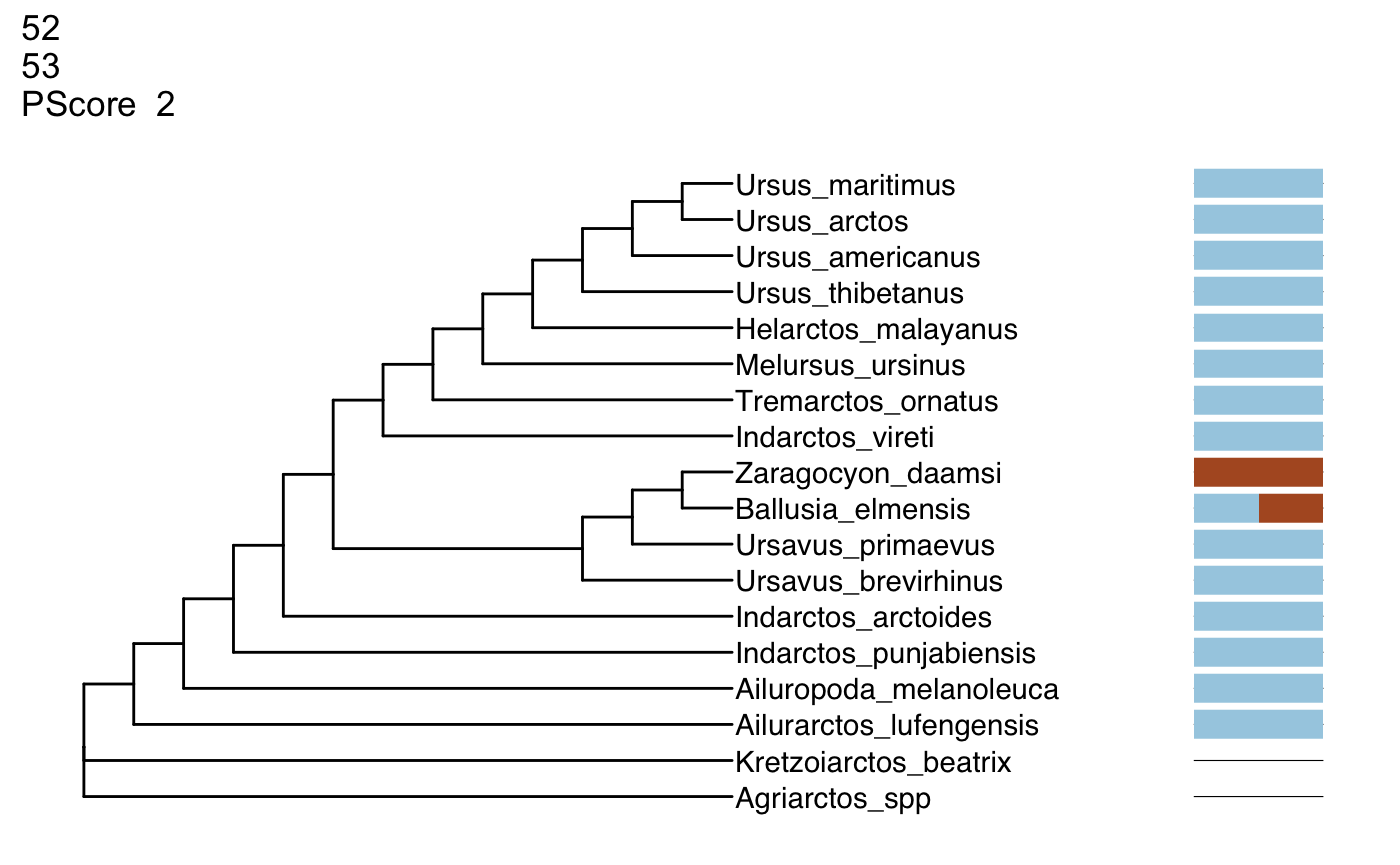 52
53
PScore 2
Ursus_maritimus
Ursus_arctos
Ursus_americanus
Ursus_thibetanus
Helarctos_malayanus
Melursus_ursinus
Tremarctos_ornatus
Indarctos_vireti
Zaragocyon_daamsi
Ballusia_elmensis
Ursavus_primaevus
Ursavus_brevirhinus
Indarctos_arctoides
Indarctos_punjabiensis
Ailuropoda_melanoleuca
Ailurarctos_lufengensis
Kretzoiarctos_beatrix
Agriarctos_spp